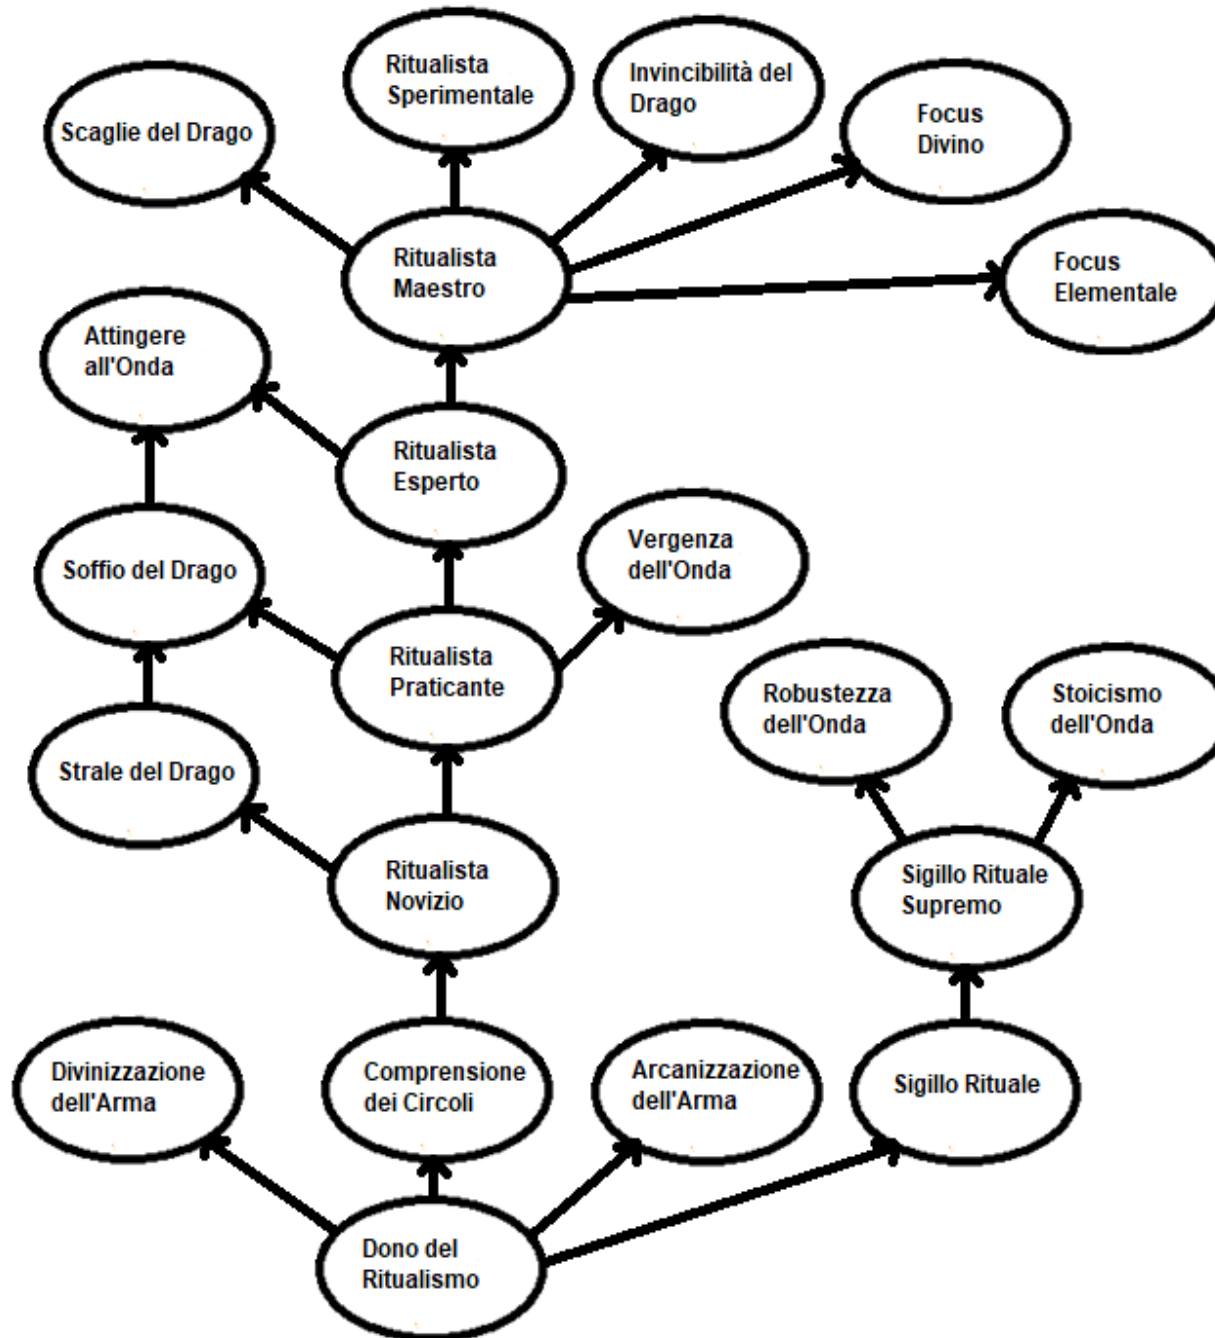 Ritualista
Sperimentale
Invincibilità del
Drago
Scaglie del Drago
Focus
Divino
Ritualista
Maestro
Focus
Elementale
Attingere
all'Onda
Ritualista
Esperto
Soffio del Drago
Vergenza
dell'Onda
Ritualista
Praticante
Robustezza
dell'Onda
Stoicismo
dell'Onda
Strale del Drago
Ritualista
Novizio
Sigillo Rituale
Supremo
Divinizzazione
dell'Arma
Comprensione
dei Circoli
Arcanizzazione
dell'Arma
Sigillo Rituale
Dono del
Ritualismo